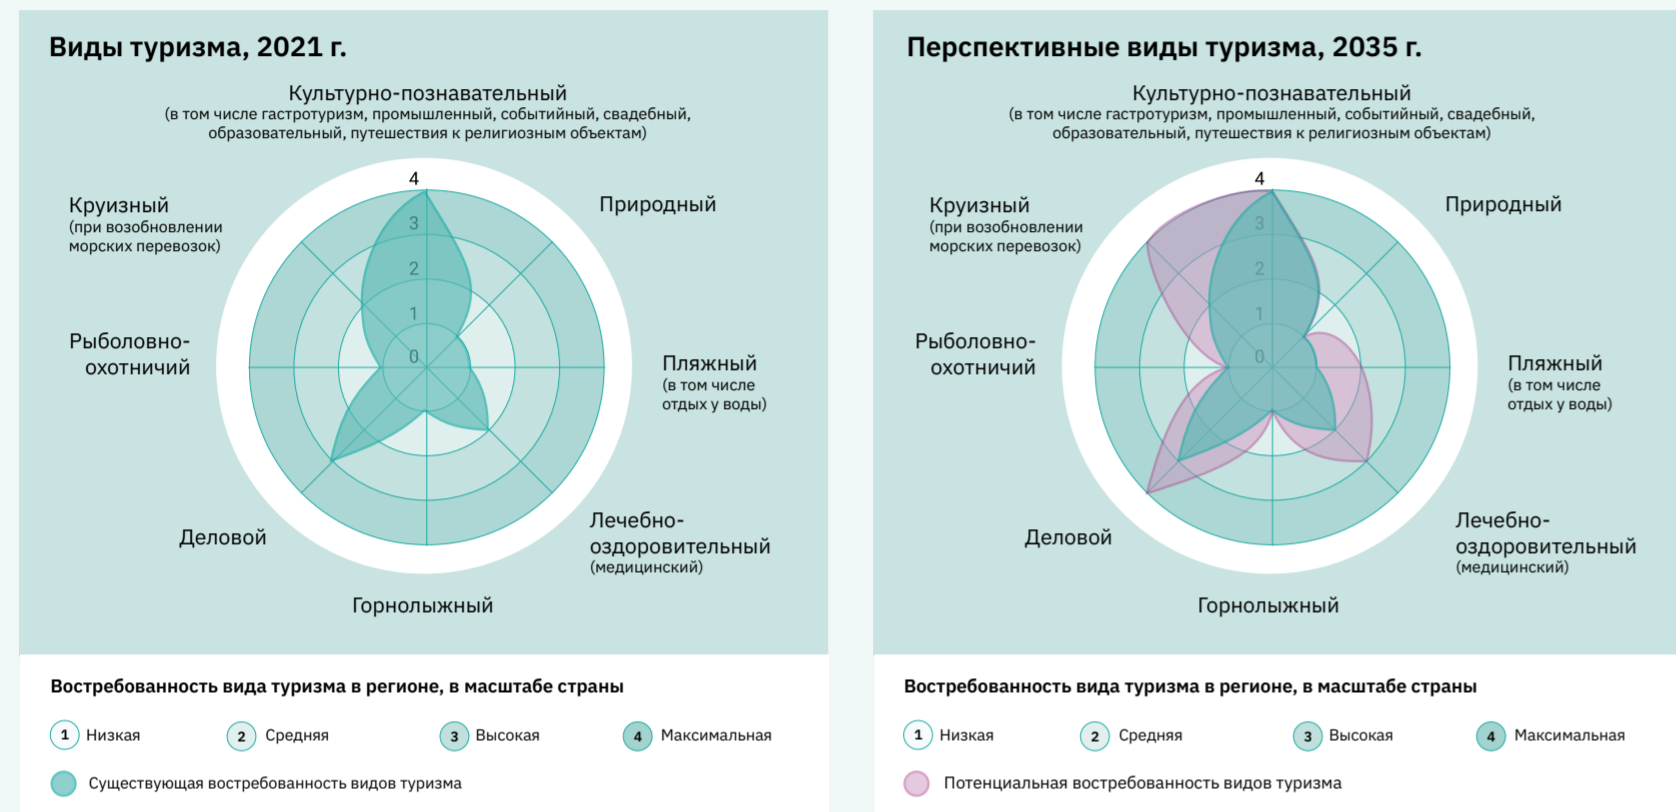 Виды туризма, 2021 г.
Культурно-познавательный
(в том числе гастротуризм, промышленный, событийный, свадебный,
образовательный, путешествия к религиозным объектам)
Круизный
(при возобновлении
морских перевозок)
Природный
Рыболовно-
охотничий
Пляжный
(в том числе
отдых у воды)
4
3
2
1
0
Деловой
Лечебно-
оздоровительный
(медицинский)
Горнолыжный
Востребованность вида туризма в регионе, в масштабе страны
1 Низкая
2 Средняя
3 Высокая
4 Максимальная
Существующая востребованность видов туризма
Перспективные виды туризма, 2035 г.
Культурно-познавательный
(в том числе гастротуризм, промышленный, событийный, свадебный,
образовательный, путешествия к религиозным объектам)
Круизный
(при возобновлении
морских перевозок)
Природный
Рыболовно-
охотничий
Пляжный
(в том числе
отдых у воды)
4
3
2
1
0
Деловой
Лечебно-
оздоровительный
(медицинский)
Горнолыжный
Востребованность вида туризма в регионе, в масштабе страны
1 Низкая
2 Средняя
3 Высокая
4 Максимальная
Потенциальная востребованность видов туризма